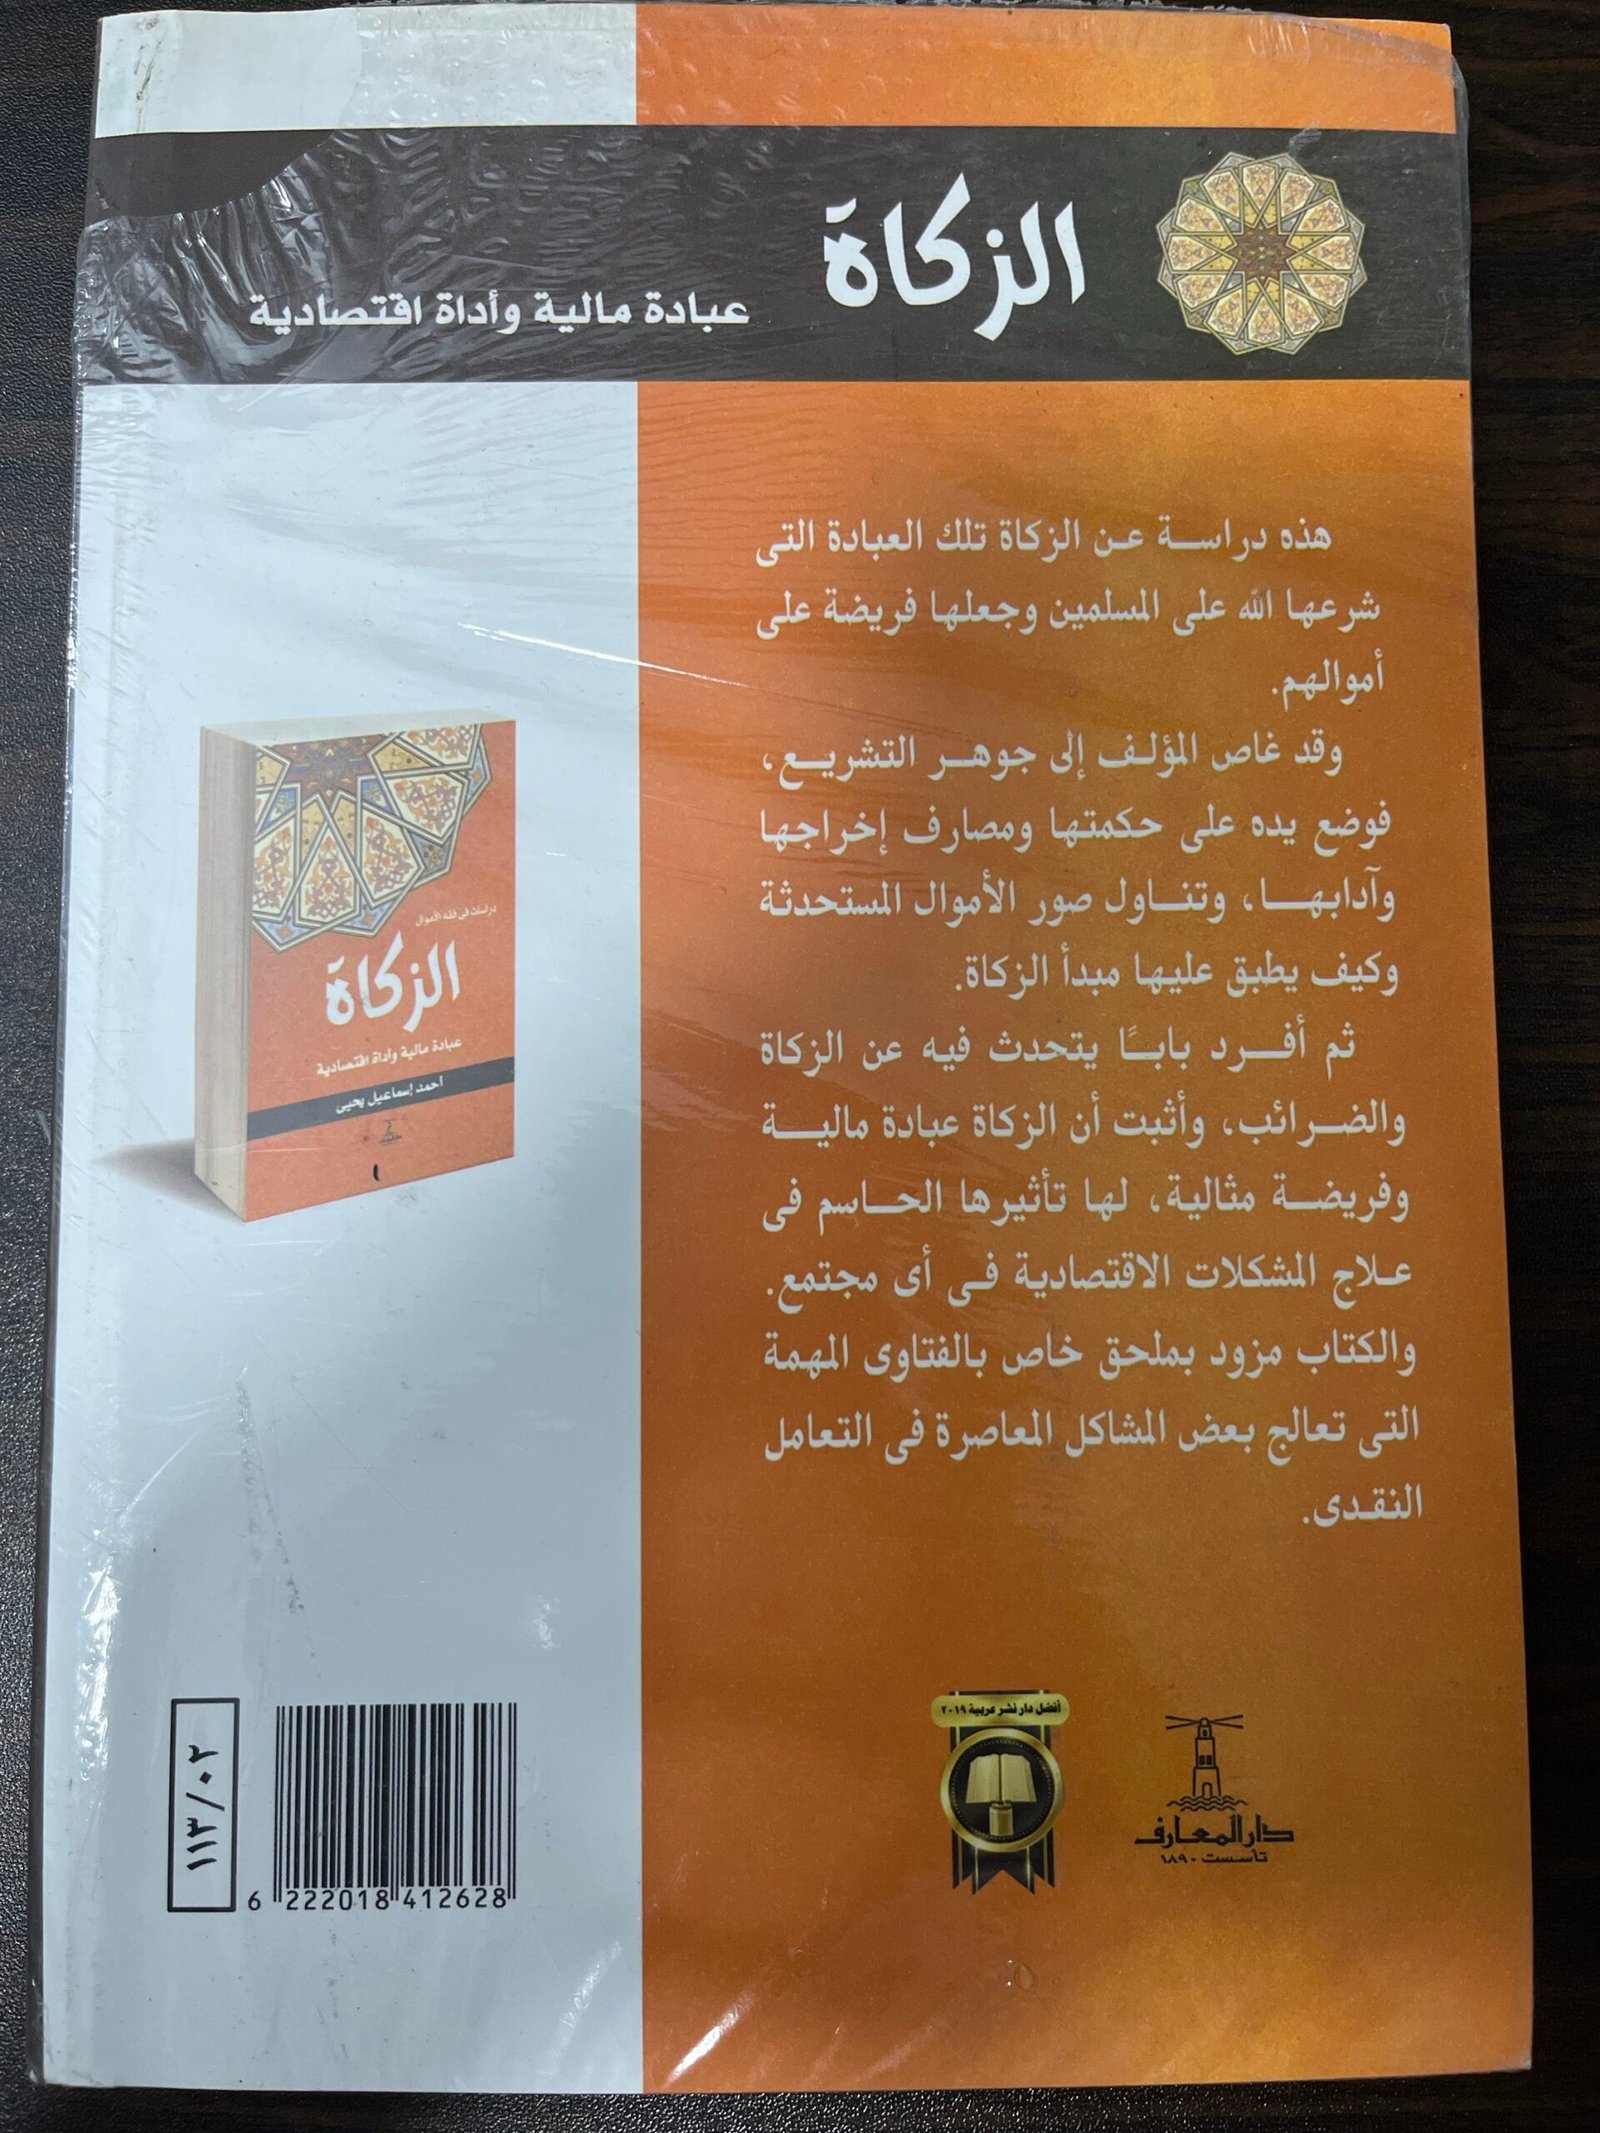 الزكاة
عبادة مالية وأداة اقتصادية
هذه دراسة عن الزكاة تلك العبادة التى
شرعها الله على المسلمين وجعلها فريضة على
أموالهم.
وقد غاص المؤلف إلى جوهر التشريع،
فوضع يده على حكمتها ومصارف إخراجها
وآدابها، وتناول صور الأموال المستحدثة
وكيف يطبق عليها مبدأ الزكاة.
ثم أفرد بابًا يتحدث فيه عن الزكاة
والضرائب، وأثبت أن الزكاة عبادة مالية
وفريضة مثالية، لها تأثيرها الحاسم فى
علاج المشكلات الاقتصادية فى أى مجتمع.
والكتاب مزود بملحق خاص بالفتاوى المهمة
التى تعالج بعض المشاكل المعاصرة فى التعامل
النقدى.
دراسات فى فقه الأموال
الزكاة
عبادة مالية وأداة اقتصادية
أحمد إسماعيل يحيى
أفضل دار نشر عربية ٢٠١٩
دار المعارف
تأسست ١٨٩٠
١١٣/٠٢
6 222018 412628